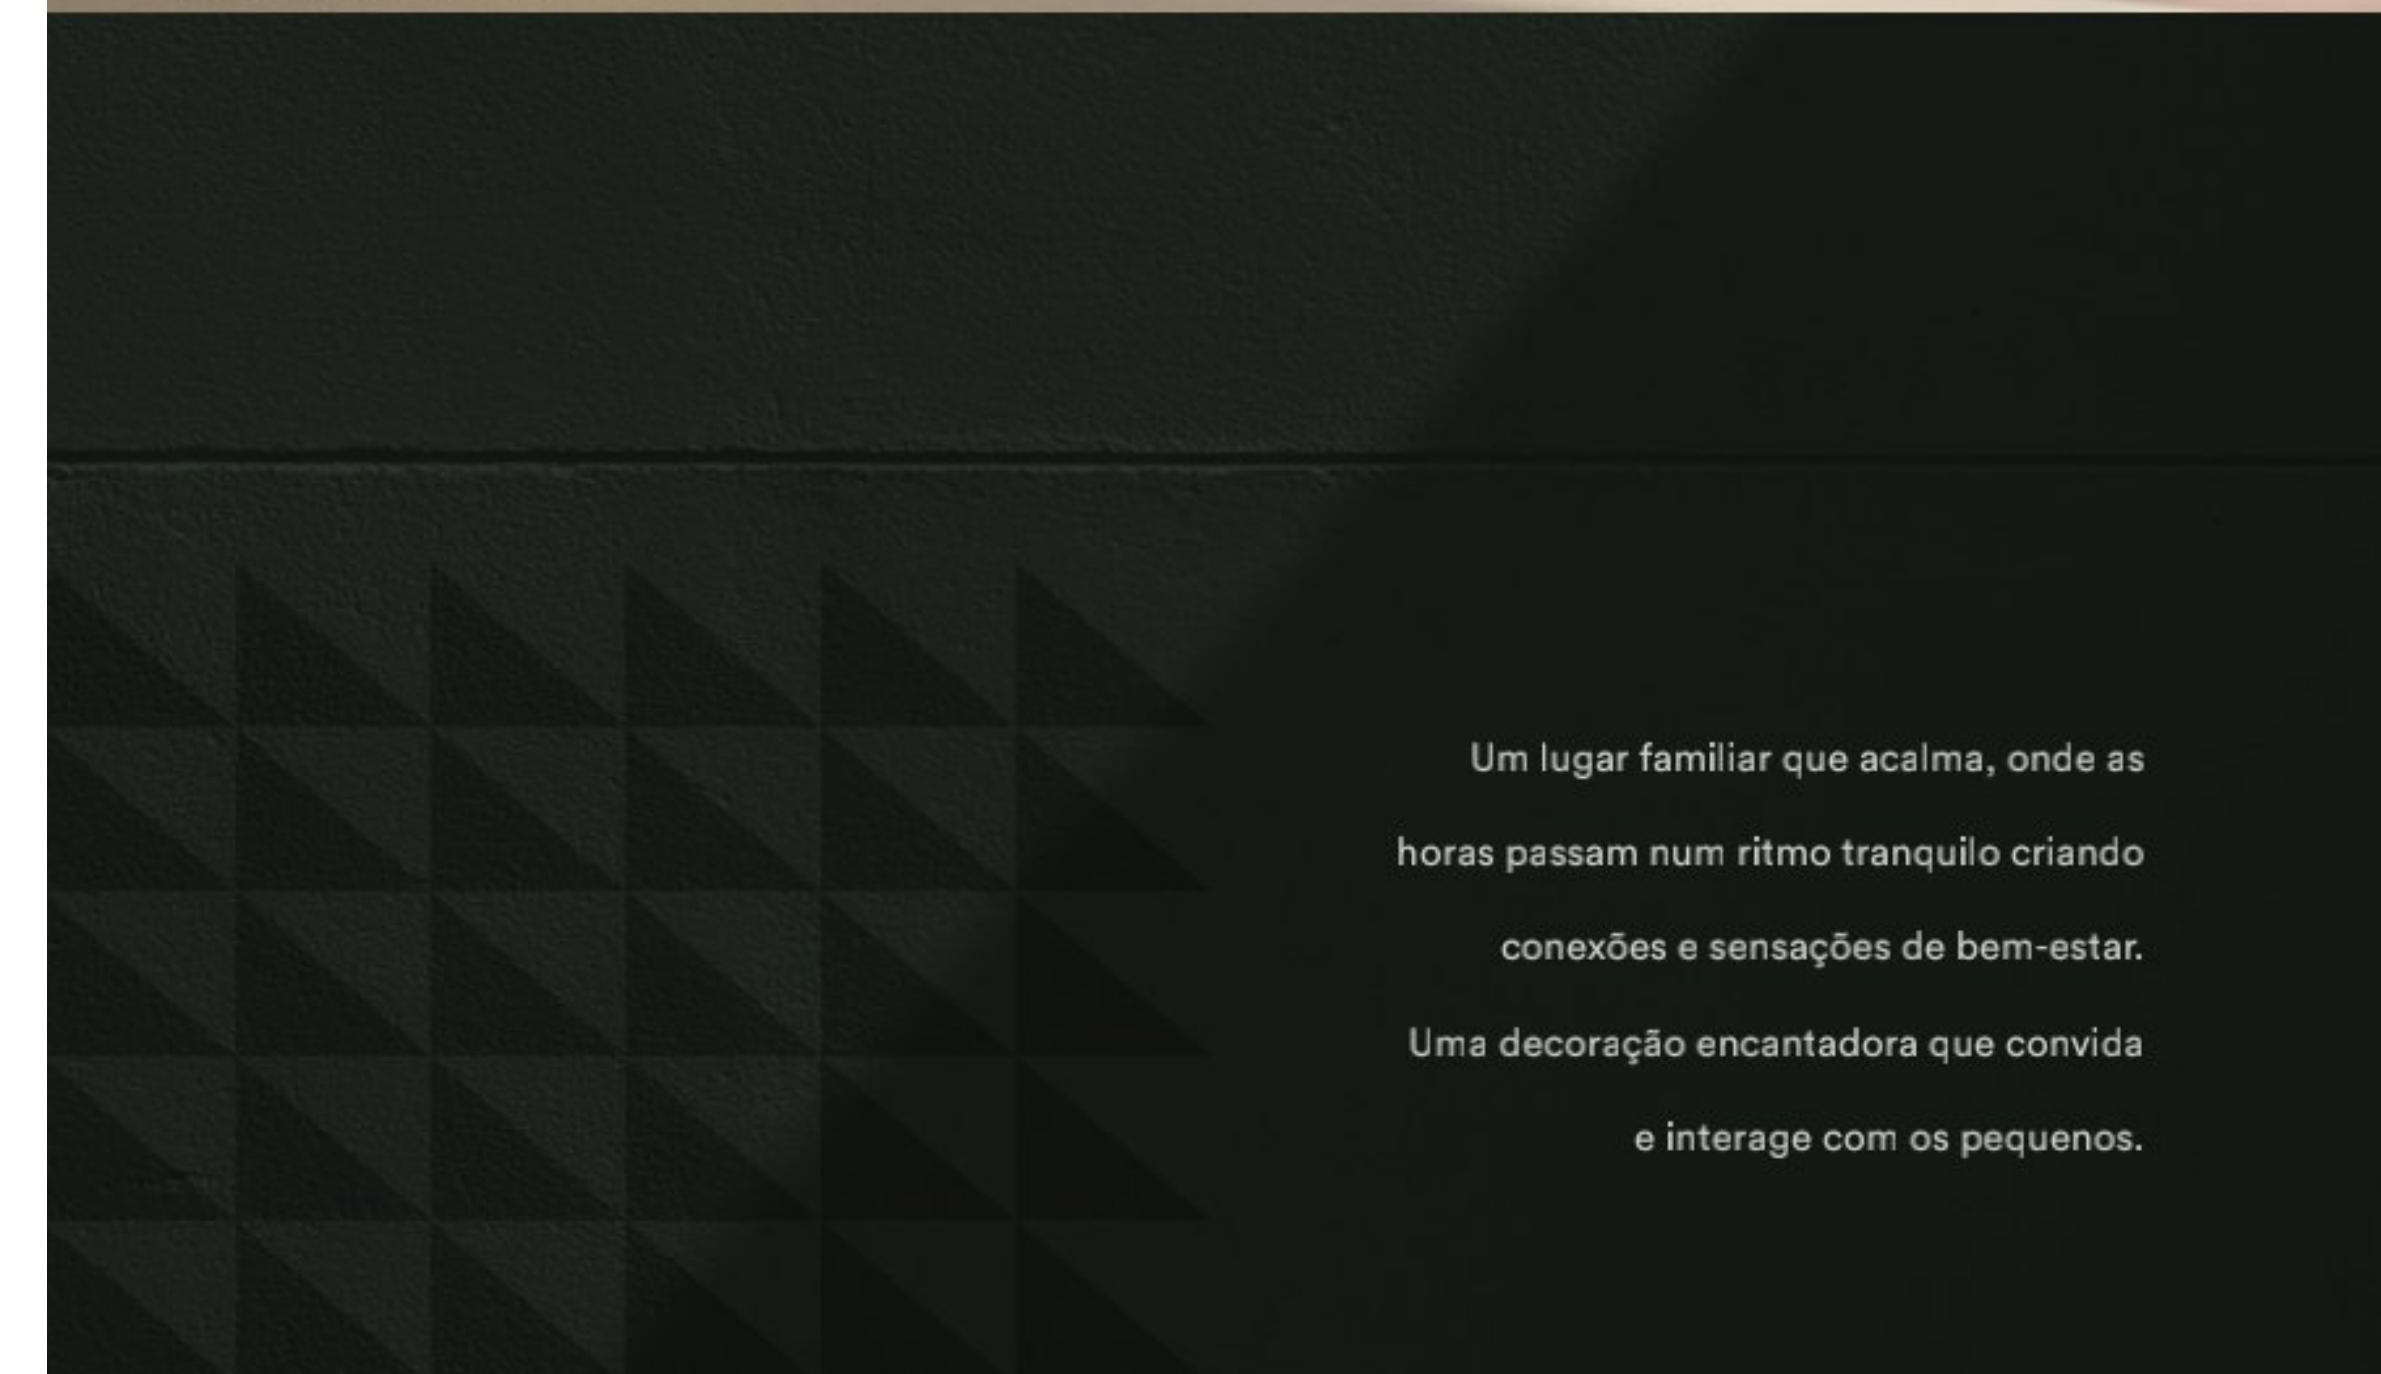 Um lugar familiar que acalma, onde as
horas passam num ritmo tranquilo criando
conexões e sensações de bem-estar.
Uma decoração encantadora que convida
e interage com os pequenos.